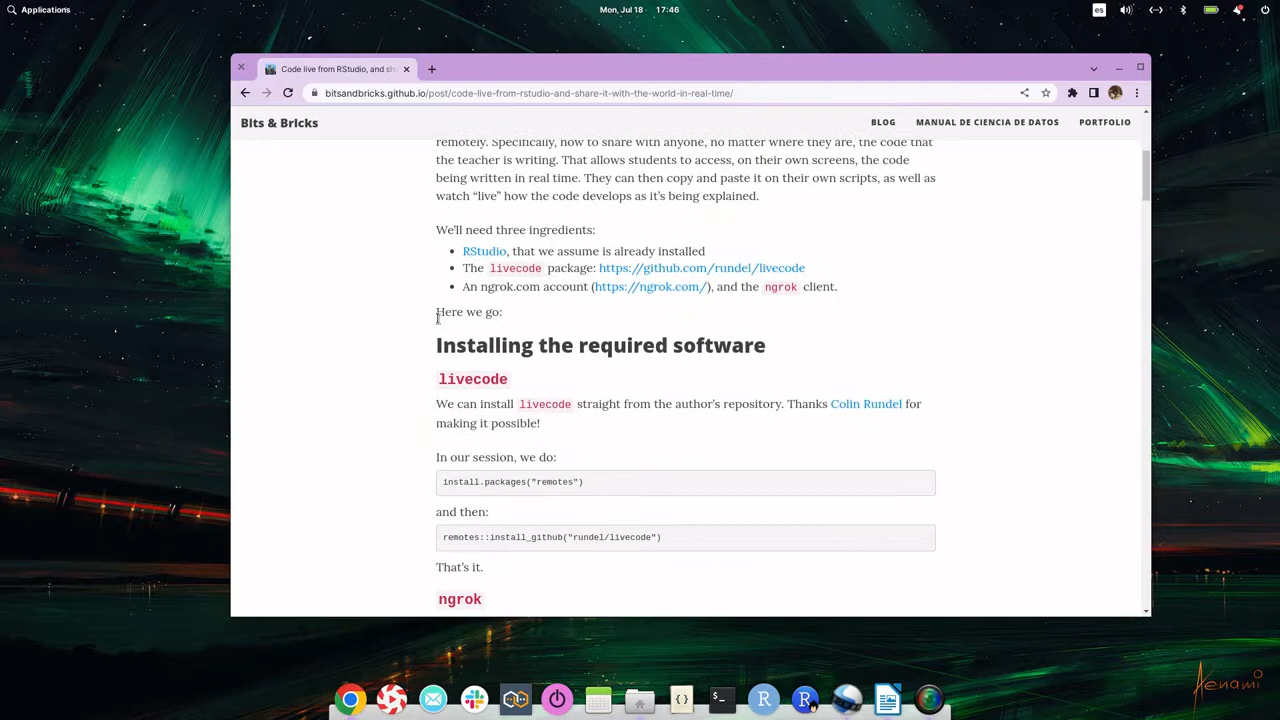 Applications
Mon, Jul 18 17:46
es
Code live from RStudio, and sh
bitsandbricks.github.io/post/code-live-from-rstudio-and-share-it-with-the-world-in-real-time/
Bits & Bricks
BLOG MANUAL DE CIENCIA DE DATOS PORTFOLIO
remotely. Specifically, how to share with anyone, no matter where they are, the code that
the teacher is writing. That allows students to access, on their own screens, the code
being written in real time. They can then copy and paste it on their own scripts, as well as
watch “live” how the code develops as it’s being explained.
We’ll need three ingredients:
• RStudio, that we assume is already installed
• The livecode package: https://github.com/rundel/livecode
• An ngrok.com account (https://ngrok.com/), and the ngrok client.
Here we go:
Installing the required software
livecode
We can install livecode straight from the author’s repository. Thanks Colin Rundel for
making it possible!
In our session, we do:
install.packages("remotes")
and then:
remotes::install_github("rundel/livecode")
That’s it.
ngrok
R
R
Aenami